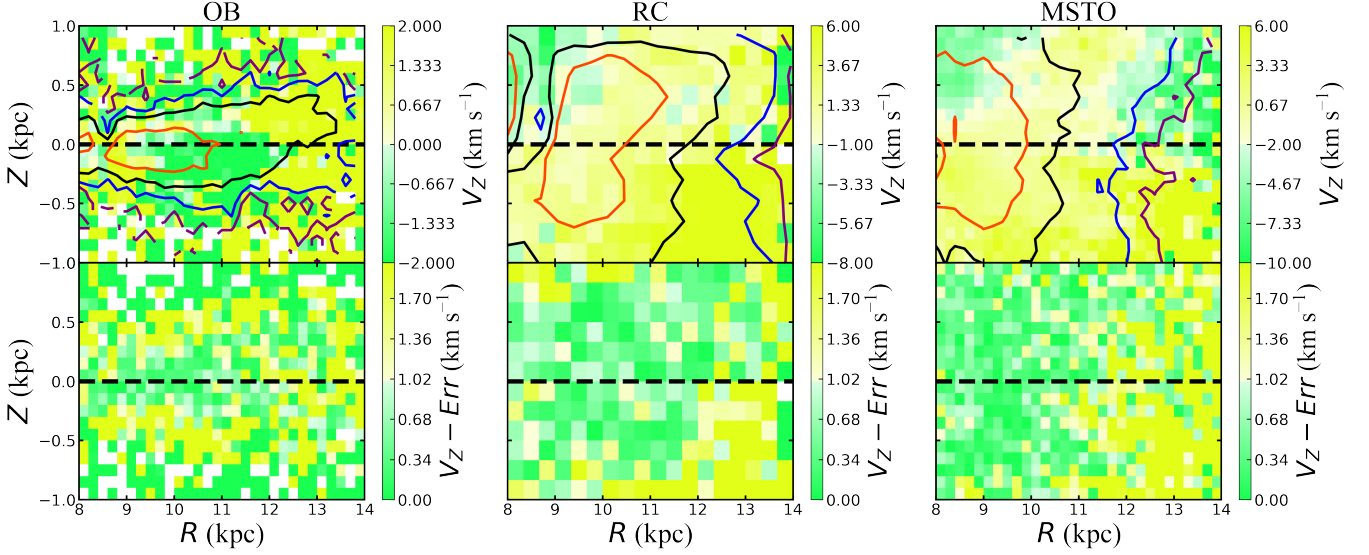 OB
RC
MSTO
1.0
0.5
0.0
−0.5
−1.0
Z (kpc)
2.000
1.333
0.667
0.000
−0.667
−1.333
−2.000
V_Z (km s⁻¹)
6.00
3.67
1.33
−1.00
−3.33
−5.67
−8.00
V_Z (km s⁻¹)
6.00
3.33
0.67
−2.00
−4.67
−7.33
−10.00
V_Z (km s⁻¹)
0.5
0.0
−0.5
−1.0
Z (kpc)
2.00
1.70
1.36
1.02
0.68
0.34
0.00
V_Z − Err (km s⁻¹)
1.70
1.36
1.02
0.68
0.34
0.00
V_Z − Err (km s⁻¹)
1.70
1.36
1.02
0.68
0.34
0.00
V_Z − Err (km s⁻¹)
8 9 10 11 12 13 14
8 9 10 11 12 13 14
8 9 10 11 12 13 14
R (kpc)
R (kpc)
R (kpc)